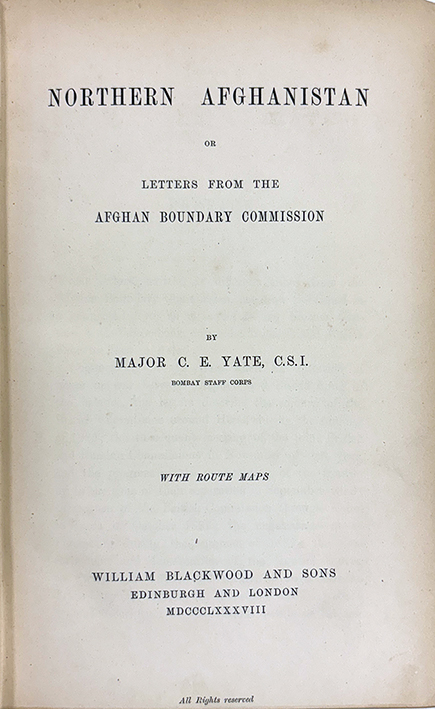 NORTHERN AFGHANISTAN
OR
LETTERS FROM THE
AFGHAN BOUNDARY COMMISSION
BY
MAJOR C. E. YATE, C.S.I.
BOMBAY STAFF CORPS
WITH ROUTE MAPS
WILLIAM BLACKWOOD AND SONS
EDINBURGH AND LONDON
MDCCCLXXXVIII
All Rights reserved